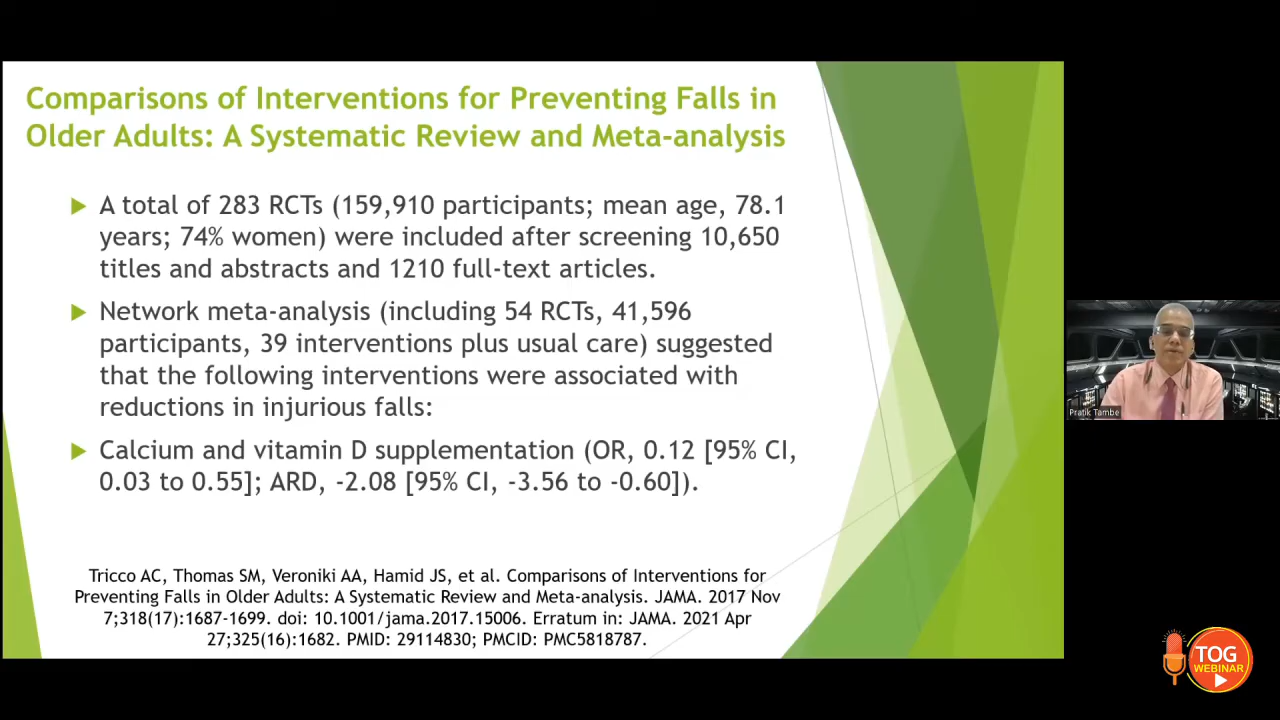 Comparisons of Interventions for Preventing Falls in
Older Adults: A Systematic Review and Meta-analysis
A total of 283 RCTs (159,910 participants; mean age, 78.1
years; 74% women) were included after screening 10,650
titles and abstracts and 1210 full-text articles.
Network meta-analysis (including 54 RCTs, 41,596
participants, 39 interventions plus usual care) suggested
that the following interventions were associated with
reductions in injurious falls:
Calcium and vitamin D supplementation (OR, 0.12 [95% CI,
0.03 to 0.55]; ARD, -2.08 [95% CI, -3.56 to -0.60]).
Tricco AC, Thomas SM, Veroniki AA, Hamid JS, et al. Comparisons of Interventions for
Preventing Falls in Older Adults: A Systematic Review and Meta-analysis. JAMA. 2017 Nov
7;318(17):1687-1699. doi: 10.1001/jama.2017.15006. Erratum in: JAMA. 2021 Apr
27;325(16):1682. PMID: 29114830; PMCID: PMC5818787.
Pratik Tambe
TOG
WEBINAR